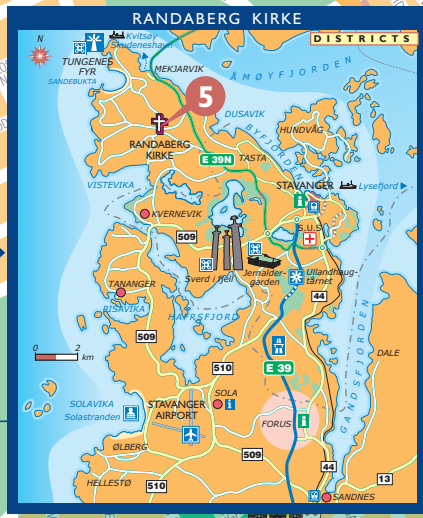 RANDABERG KIRKE
DISTRICTS
N
Kvitsøy
Skudeneshavn
TUNGENES
FYR
SANDEBUKTA
MEKJARVIK
ÅMØYFJORDEN
5
DUSAVIK
BYFJORDEN
HUNDVÅG
RANDABERG
KIRKE
E 39N
TASTA
VISTEVIKA
STAVANGER
Lysefjord
i
KVERNEVIK
509
S.U.S.
Sverd i fjell
Jernalder-
garden
Ullandhaug-
tårnet
TANANGER
RISAVIKA
HAFRSFJORD
44
GANDSFJORDEN
509
0 2
km
DALE
510
E 39
SOLAVIKA
Solastranden
STAVANGER
AIRPORT
SOLA
i
FORUS
i
ØLBERG
509
44
HELLESTØ
510
13
SANDNES